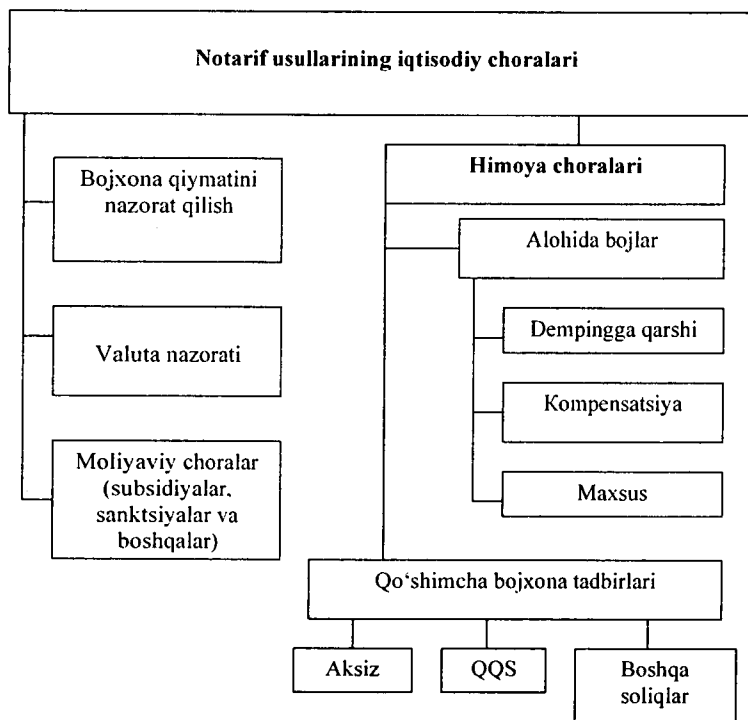 Notarif usullarining iqtisodiy choralari
Bojxona qiymatini
nazorat qilish
Valuta nazorati
Moliyaviy choralar
(subsidiyalar,
sanktsiyalar va
boshqalar)
Himoya choralari
Alohida bojlar
Dempingga qarshi
Kompensatsiya
Maxsus
Qo‘shimcha bojxona tadbirlari
Aksiz
QQS
Boshqa
soliqlar